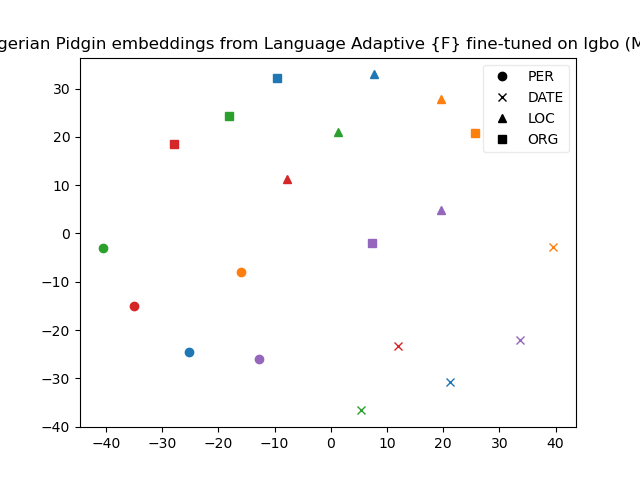 gerian Pidgin embeddings from Language Adaptive {F} fine-tuned on Igbo (M
PER
DATE
LOC
ORG
30
20
10
0
−10
−20
−30
−40
−40 −30 −20 −10 0 10 20 30 40